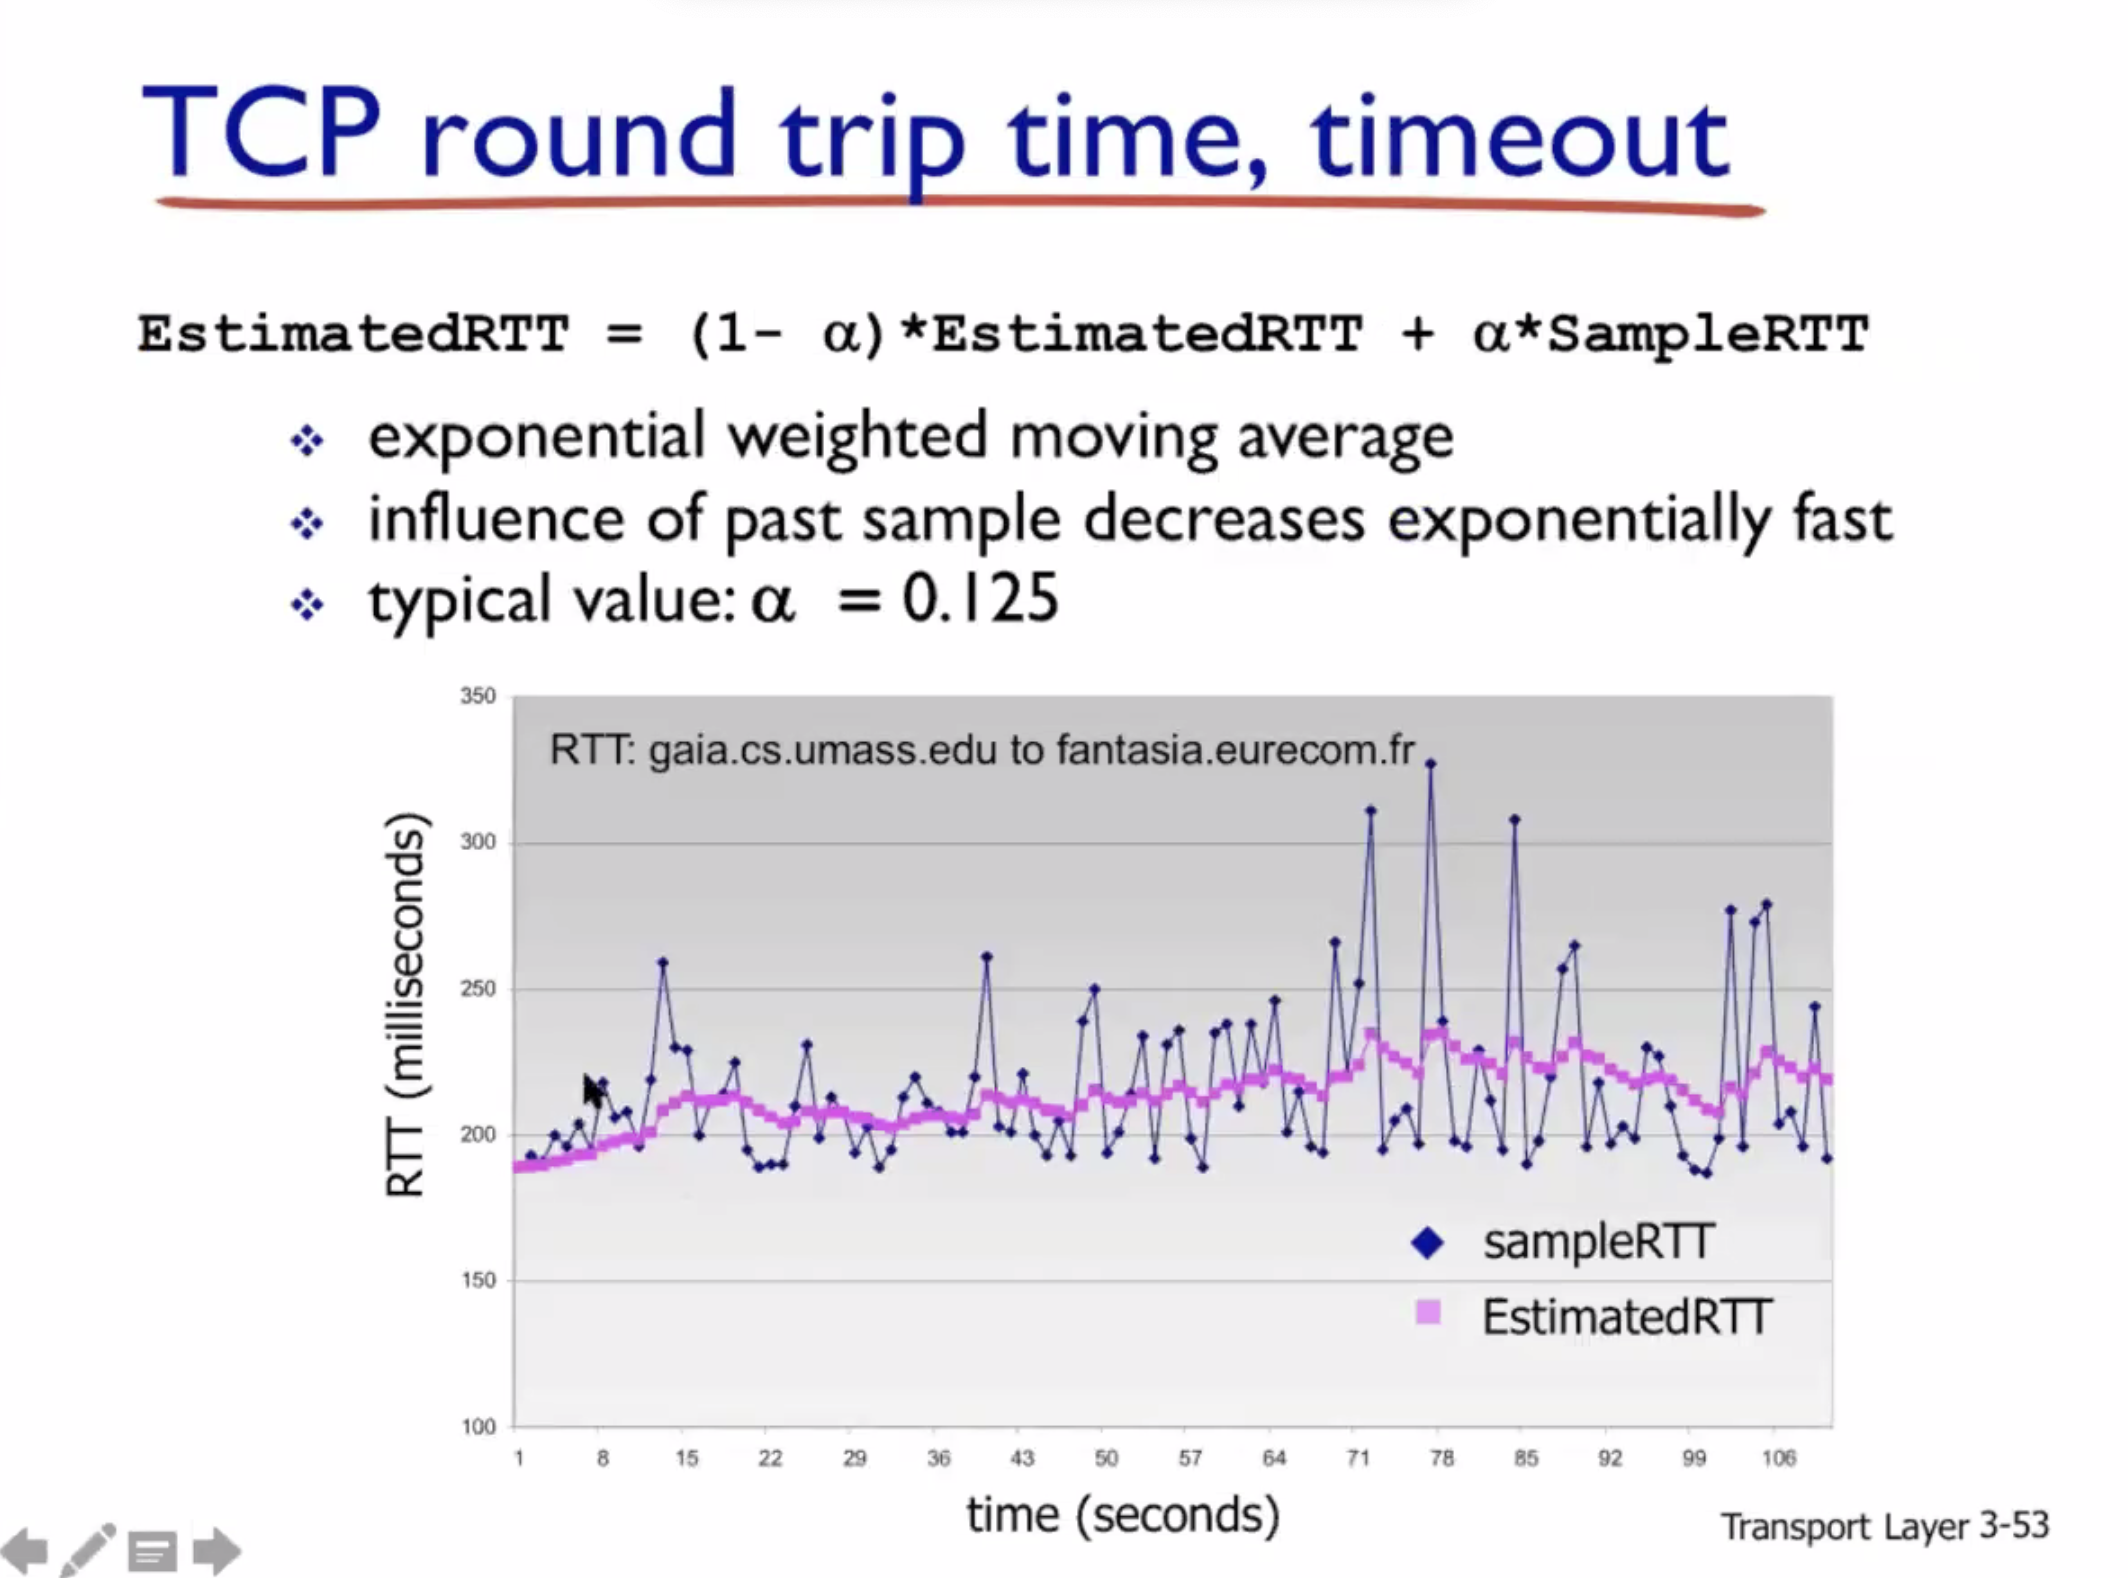 TCP round trip time, timeout
EstimatedRTT = (1- α)*EstimatedRTT + α*SampleRTT
exponential weighted moving average
influence of past sample decreases exponentially fast
typical value: α = 0.125
RTT: gaia.cs.umass.edu to fantasia.eurecom.fr
RTT (milliseconds)
350
300
250
200
150
100
sampleRTT
EstimatedRTT
1 8 15 22 29 36 43 50 57 64 71 78 85 92 99 106
time (seconds)
Transport Layer 3-53